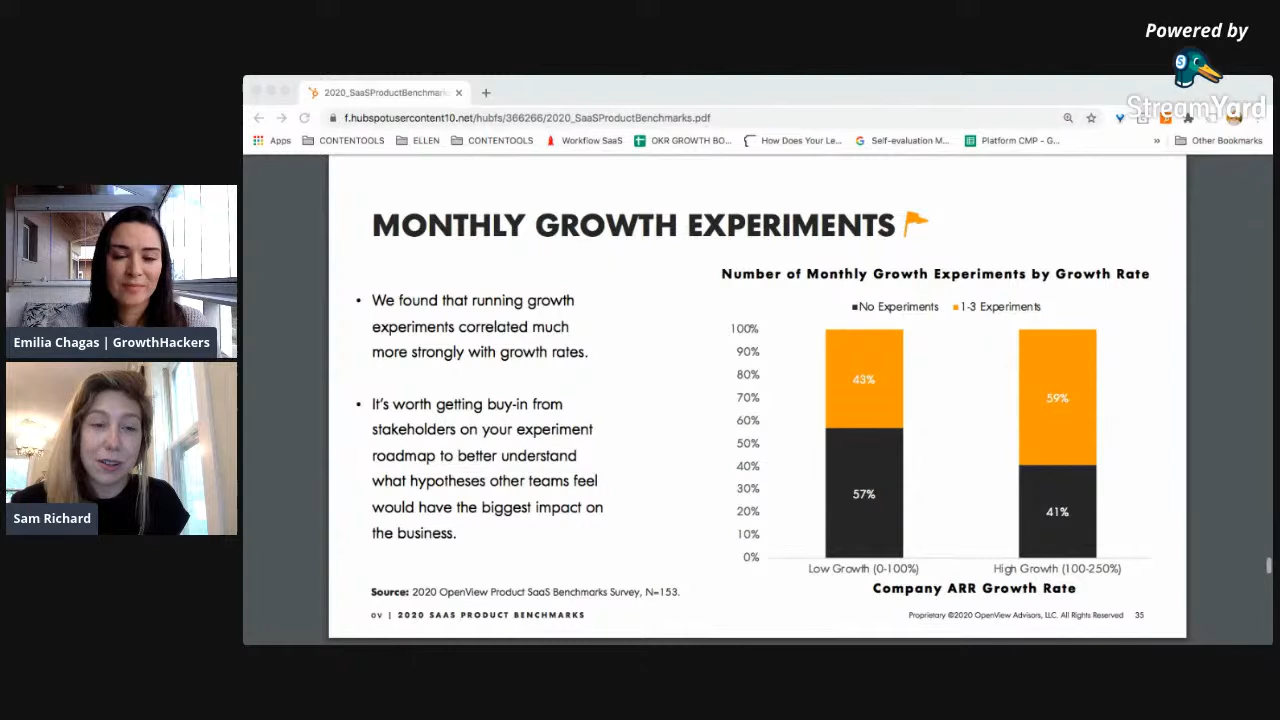 Powered by
StreamYard
2020_SaaSProductBenchmark
f.hubspotusercontent10.net/hubfs/366266/2020_SaaSProductBenchmarks.pdf
Apps CONTENTOOLS ELLEN CONTENTOOLS Workflow SaaS OKR GROWTH BO... How Does Your Le... Self-evaluation M... Platform CMP - G... » Other Bookmarks
MONTHLY GROWTH EXPERIMENTS
• We found that running growth
experiments correlated much
more strongly with growth rates.
• It's worth getting buy-in from
stakeholders on your experiment
roadmap to better understand
what hypotheses other teams feel
would have the biggest impact on
the business.
Number of Monthly Growth Experiments by Growth Rate
No Experiments 1-3 Experiments
100%
90%
80%
70%
60%
50%
40%
30%
20%
10%
0%
43%
57%
59%
41%
Low Growth (0-100%) High Growth (100-250%)
Company ARR Growth Rate
Source: 2020 OpenView Product SaaS Benchmarks Survey, N=153.
OV | 2020 SAAS PRODUCT BENCHMARKS
Proprietary ©2020 OpenView Advisors, LLC. All Rights Reserved 35
Emilia Chagas | GrowthHackers
Sam Richard